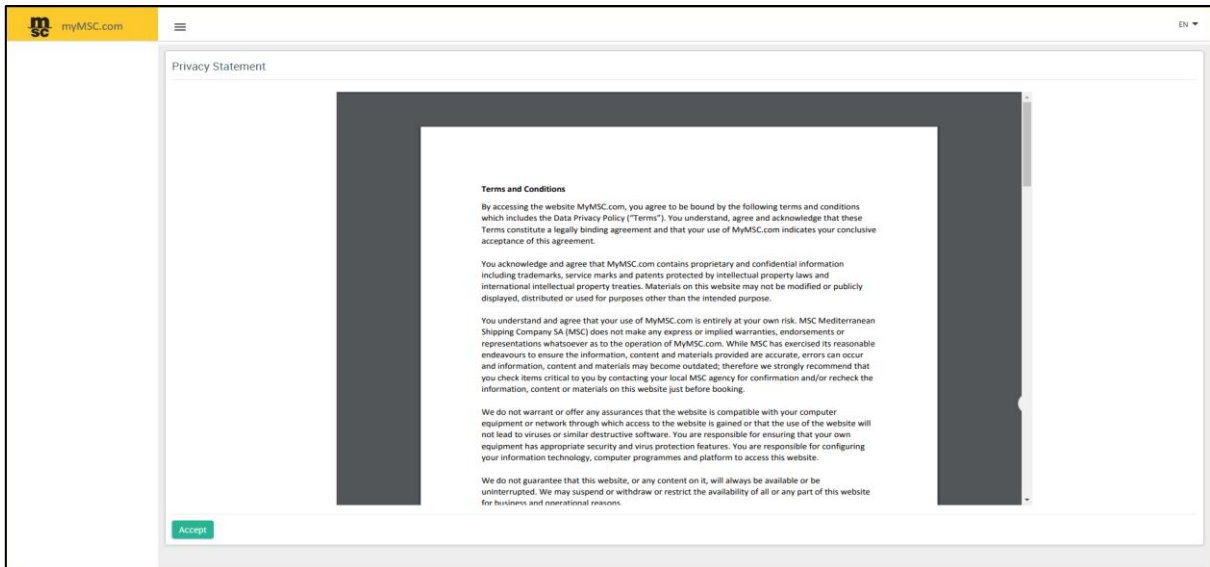 msc myMSC.com
EN
Privacy Statement
Terms and Conditions
By accessing the website MyMSC.com, you agree to be bound by the following terms and conditions
which includes the Data Privacy Policy (“Terms”). You understand, agree and acknowledge that these
Terms constitute a legally binding agreement and that your use of MyMSC.com indicates your conclusive
acceptance of this agreement.
You acknowledge and agree that MyMSC.com contains proprietary and confidential information
including trademarks, service marks and patents protected by intellectual property laws and
international intellectual property treaties. Materials on this website may not be modified or publicly
displayed, distributed or used for purposes other than the intended purpose.
You understand and agree that your use of MyMSC.com is entirely at your own risk. MSC Mediterranean
Shipping Company SA (MSC) does not make any express or implied warranties, endorsements or
representations whatsoever as to the operation of MyMSC.com. While MSC has exercised its reasonable
endeavours to ensure the information, content and materials provided are accurate, errors can occur
and information, content and materials may become outdated; therefore we strongly recommend that
you check items critical to you by contacting your local MSC agency for confirmation and/or recheck the
information, content or materials on this website just before booking.
We do not warrant or offer any assurances that the website is compatible with your computer
equipment or network through which access to the website is gained or that the use of the website will
not lead to viruses or similar destructive software. You are responsible for ensuring that your own
equipment has appropriate security and virus protection features. You are responsible for configuring
your information technology, computer programmes and platform to access this website.
We do not guarantee that this website, or any content on it, will always be available or be
uninterrupted. We may suspend or withdraw or restrict the availability of all or any part of this website
for business and operational reasons.
Accept